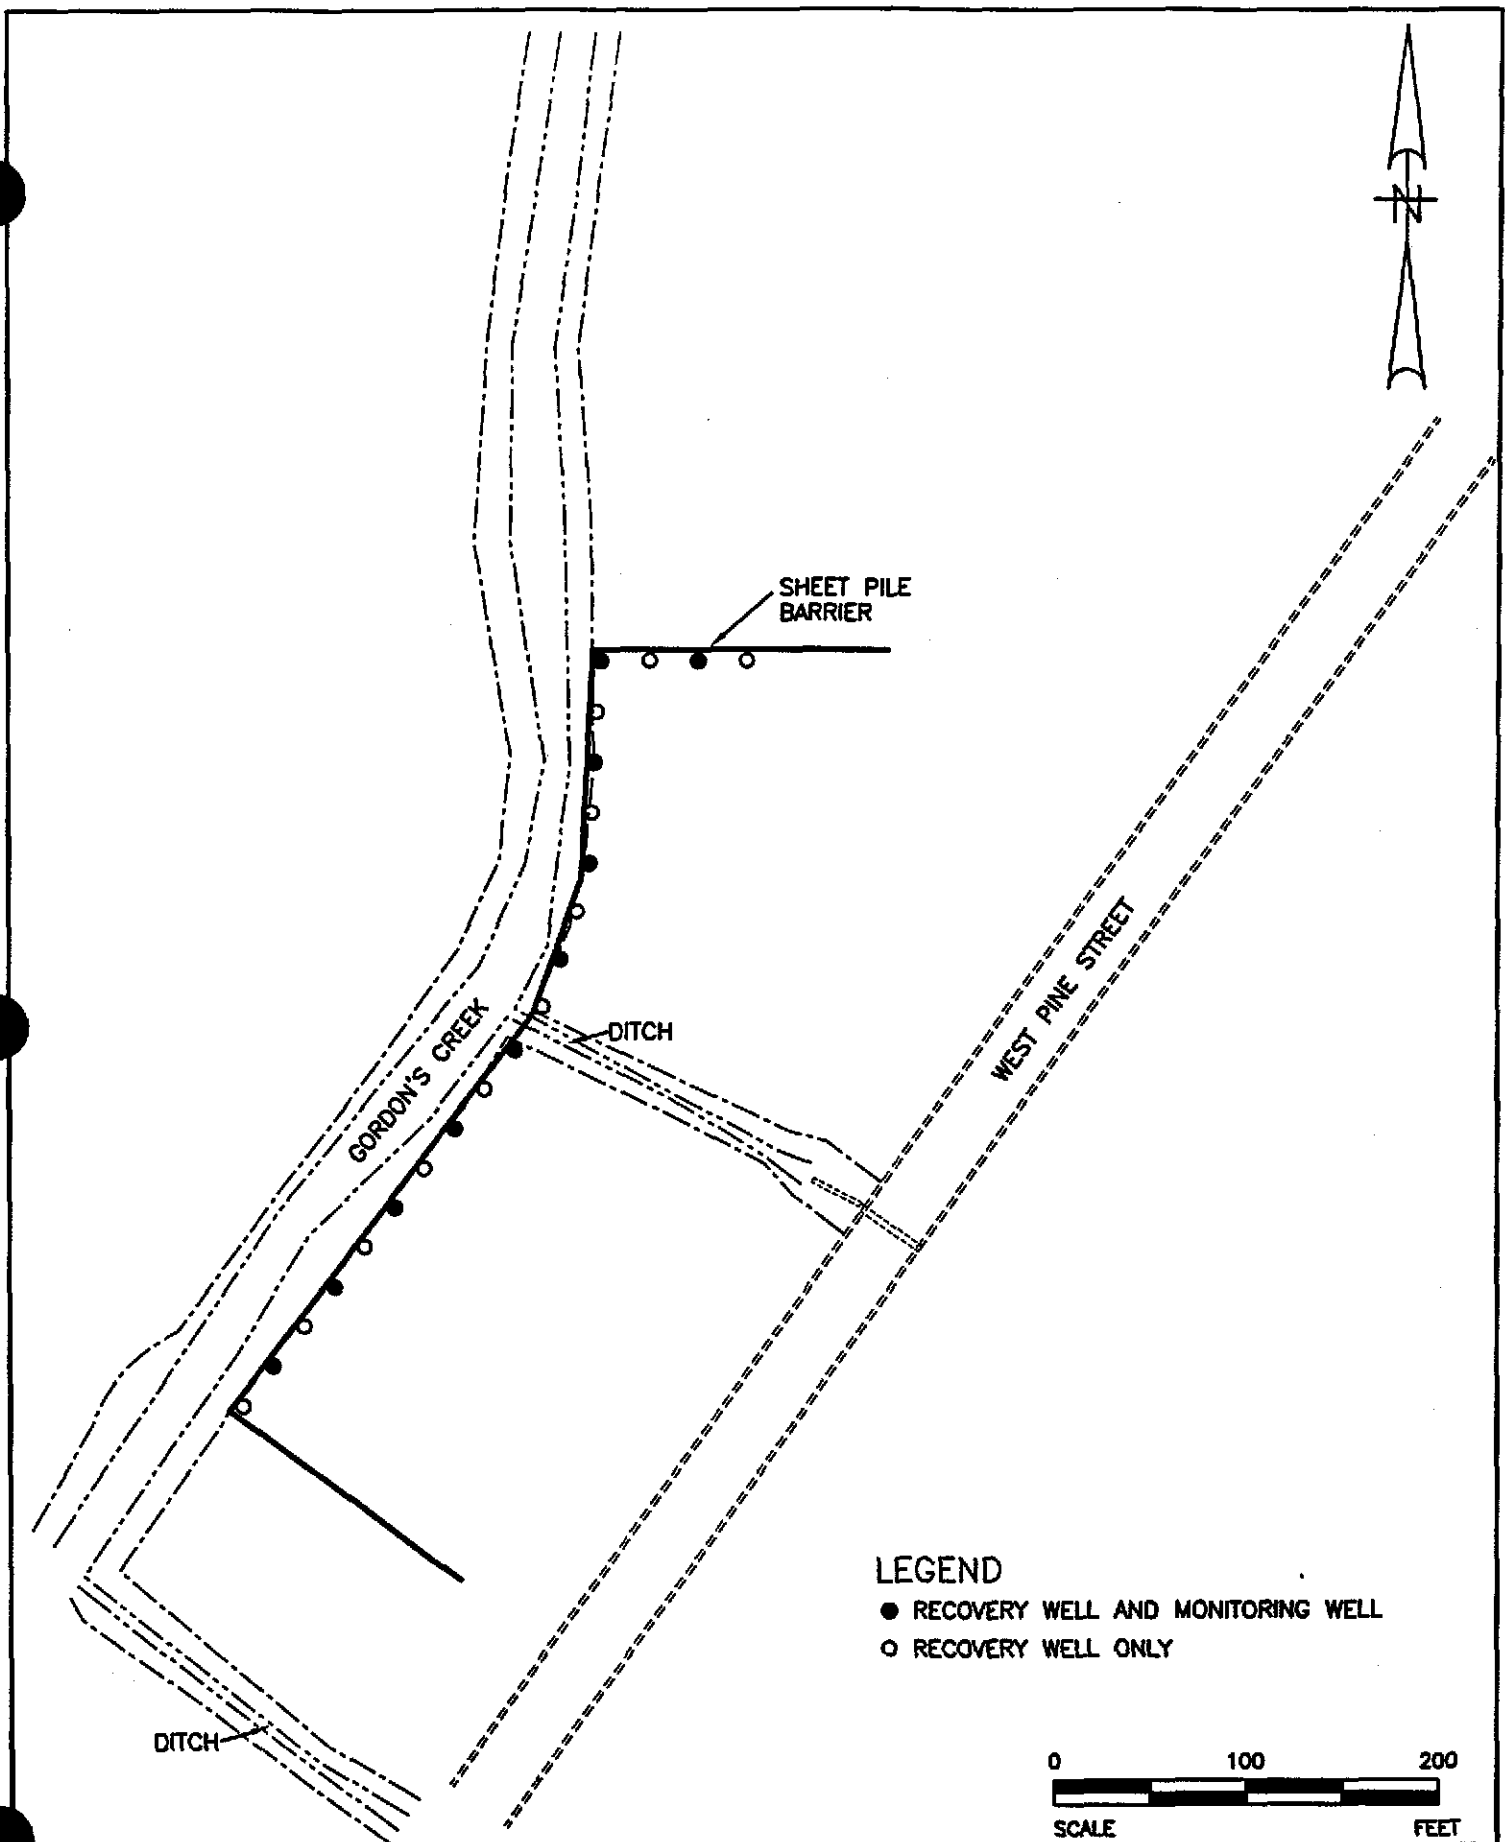 N
SHEET PILE
BARRIER
WEST PINE STREET
GORDON'S CREEK
DITCH
LEGEND
● RECOVERY WELL AND MONITORING WELL
○ RECOVERY WELL ONLY
DITCH
0 100 200
SCALE FEET